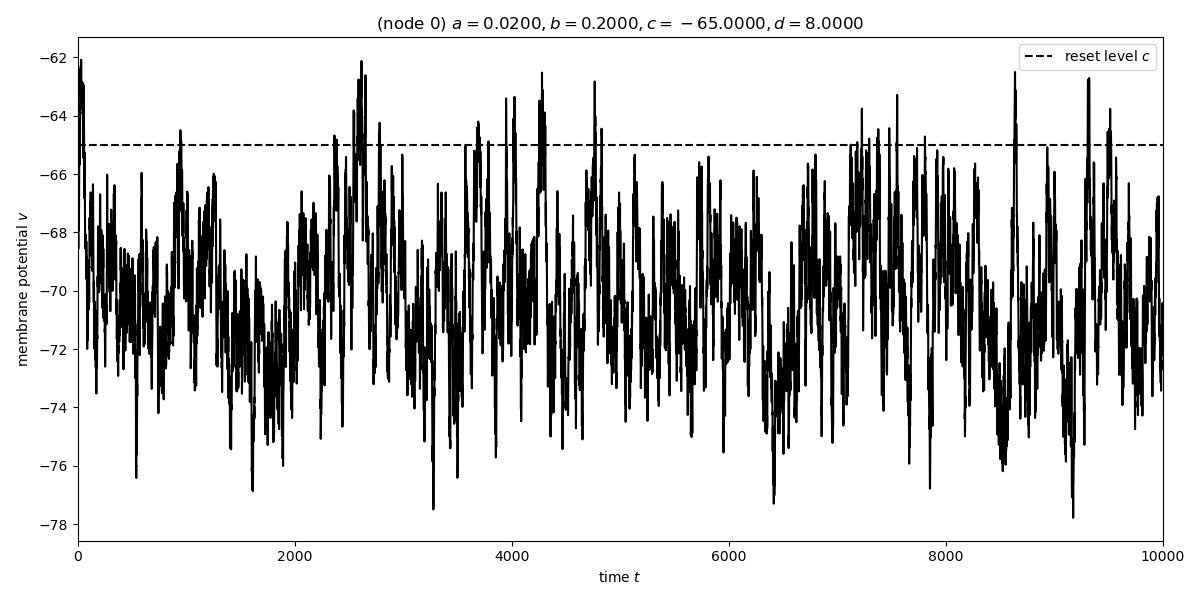 (node 0) a = 0.0200, b = 0.2000, c = −65.0000, d = 8.0000
reset level c
membrane potential v
−62
−64
−66
−68
−70
−72
−74
−76
−78
0 2000 4000 6000 8000 10000
time t